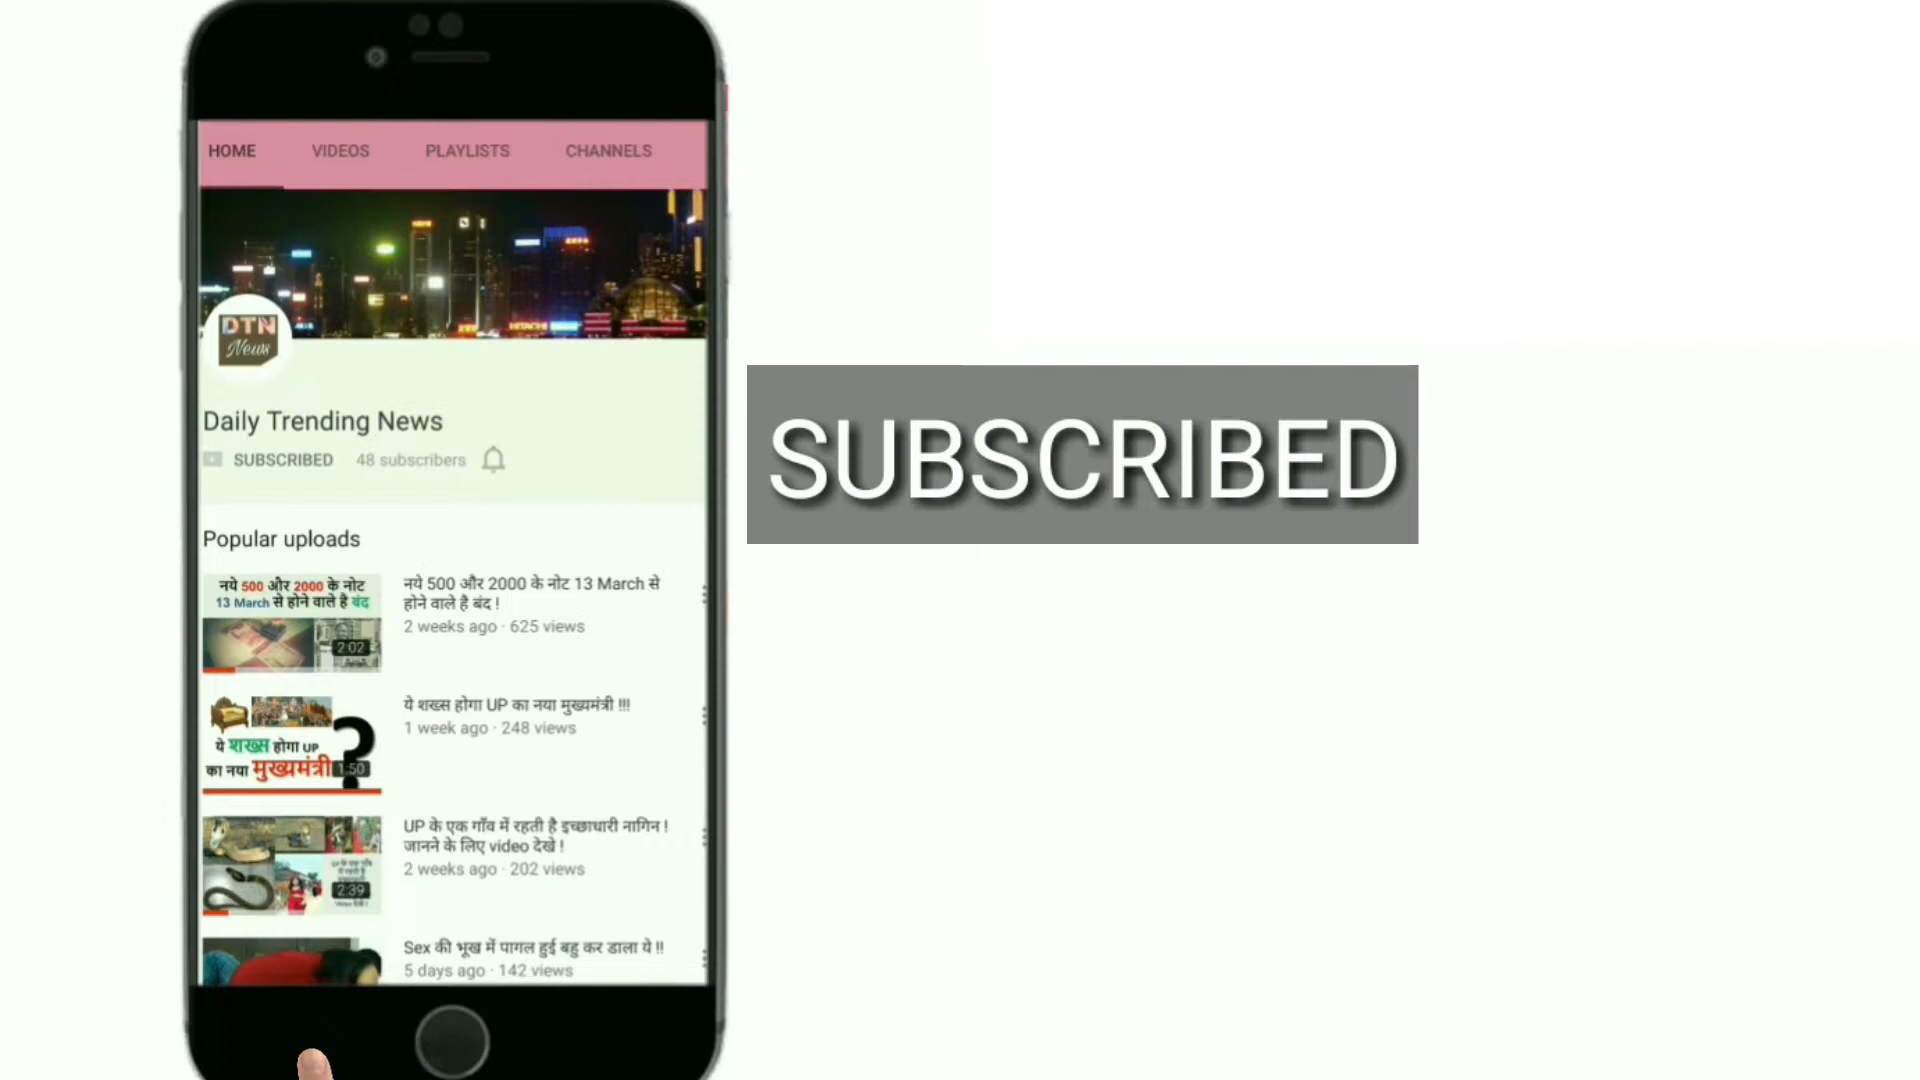 HOME VIDEOS PLAYLISTS CHANNELS
HITACHI
DTN
News
Daily Trending News
SUBSCRIBED 48 subscribers
SUBSCRIBED
Popular uploads
नये 500 और 2000 के नोट
13 March से होने वाले है बंद
2:02
नये 500 और 2000 के नोट 13 March से
होने वाले है बंद !
2 weeks ago · 625 views
ये शख्स होगा UP
का नया मुख्यमंत्री
?
1:50
ये शख्स होगा UP का नया मुख्यमंत्री !!!
1 week ago · 248 views
2:39
UP के एक गाँव में रहती है इच्छाधारी नागिन !
जानने के लिए video देखे !
2 weeks ago · 202 views
Sex की भूख में पागल हुई बहु कर डाला ये !!
5 days ago · 142 views